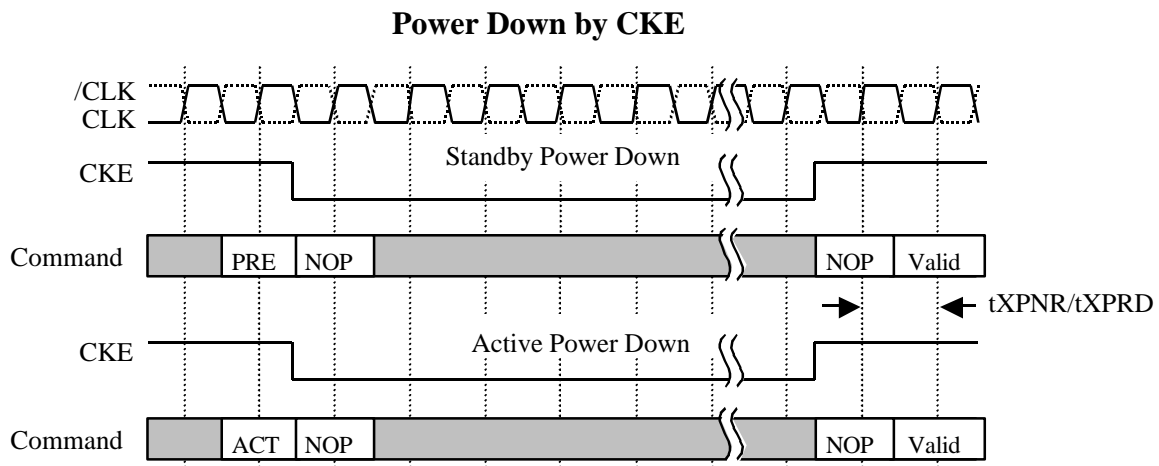 Power Down by CKE
/CLK
CLK
Standby Power Down
CKE
Command
PRE NOP NOP Valid
tXPNR/tXPRD
Active Power Down
CKE
Command
ACT NOP NOP Valid